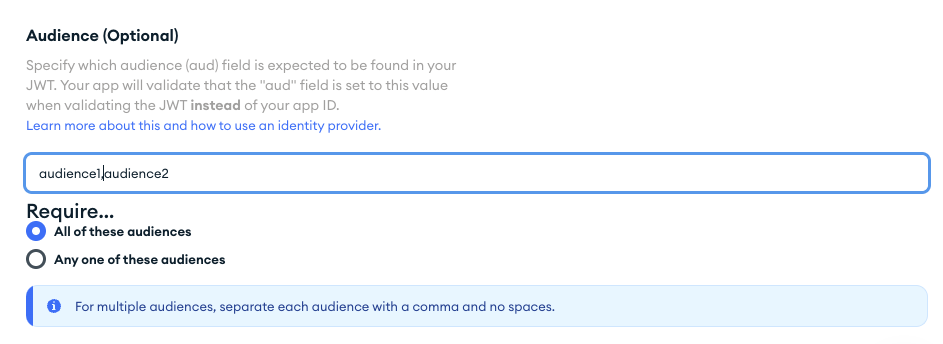 Audience (Optional)
Specify which audience (aud) field is expected to be found in your
JWT. Your app will validate that the "aud" field is set to this value
when validating the JWT instead of your app ID.
Learn more about this and how to use an identity provider.
audience1,audience2
Require...
All of these audiences
Any one of these audiences
For multiple audiences, separate each audience with a comma and no spaces.